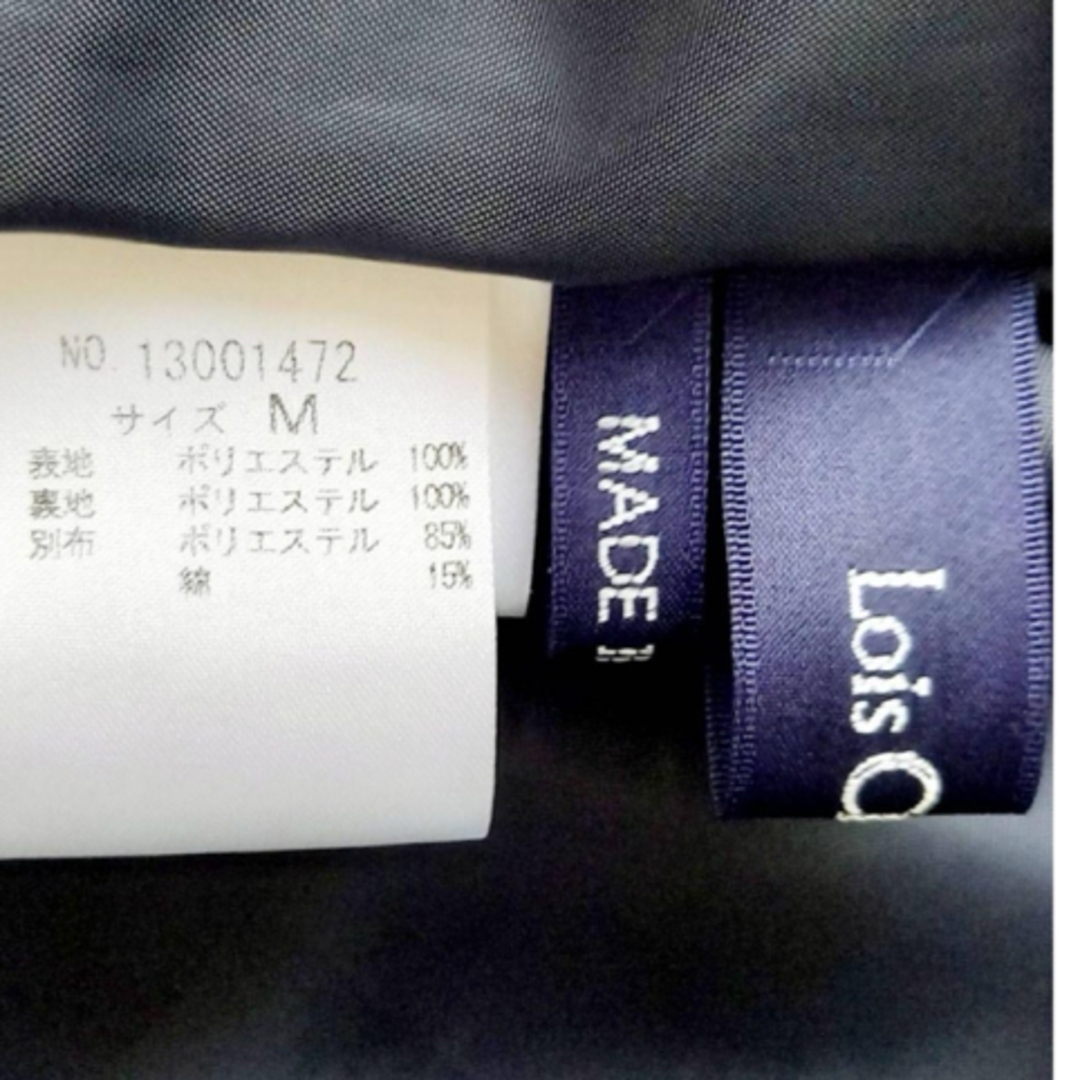 NO. 13001472
サイズ M
表地 ポリエステル 100%
裏地 ポリエステル 100%
別布 ポリエステル 85%
綿 15%
MADE
Lois